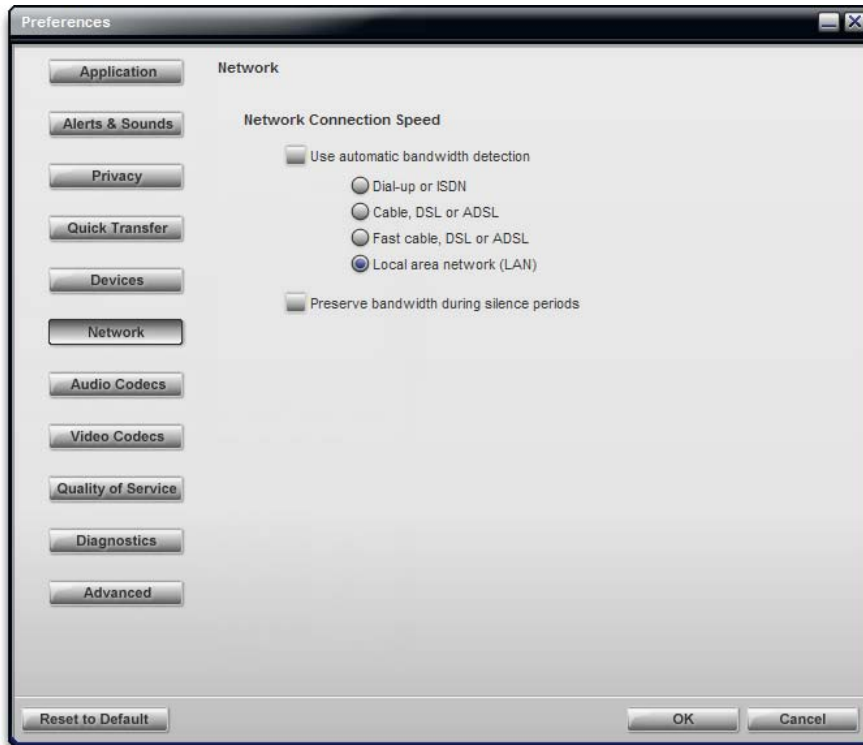 Preferences
Application
Alerts & Sounds
Privacy
Quick Transfer
Devices
Network
Audio Codecs
Video Codecs
Quality of Service
Diagnostics
Advanced
Network
Network Connection Speed
Use automatic bandwidth detection
Dial-up or ISDN
Cable, DSL or ADSL
Fast cable, DSL or ADSL
Local area network (LAN)
Preserve bandwidth during silence periods
Reset to Default
OK
Cancel